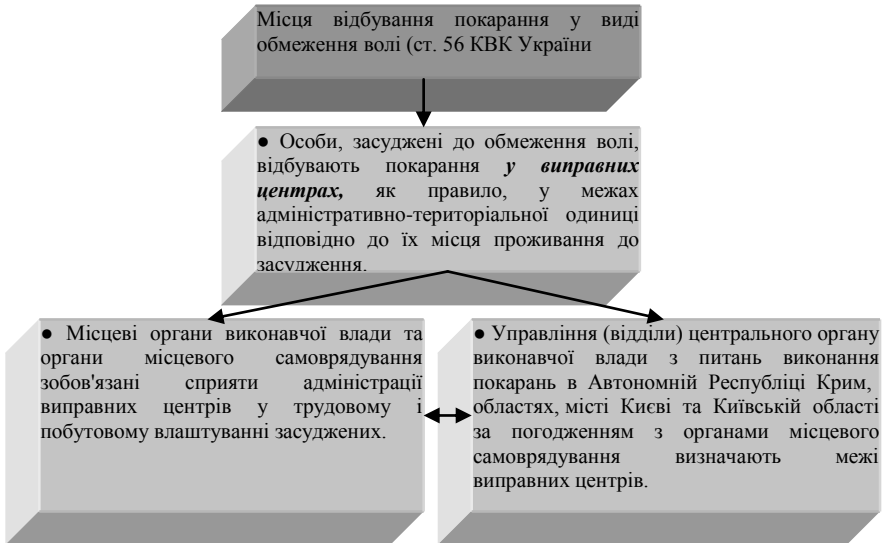 Місця відбування покарання у виді
обмеження волі (ст. 56 КВК України
● Особи, засуджені до обмеження волі,
відбувають покарання у виправних
центрах, як правило, у межах
адміністративно-територіальної одиниці
відповідно до їх місця проживання до
засудження.
● Місцеві органи виконавчої влади та
органи місцевого самоврядування
зобов'язані сприяти адміністрації
виправних центрів у трудовому і
побутовому влаштуванні засуджених.
● Управління (відділи) центрального органу
виконавчої влади з питань виконання
покарань в Автономній Республіці Крим,
областях, місті Києві та Київській області
за погодженням з органами місцевого
самоврядування визначають межі
виправних центрів.